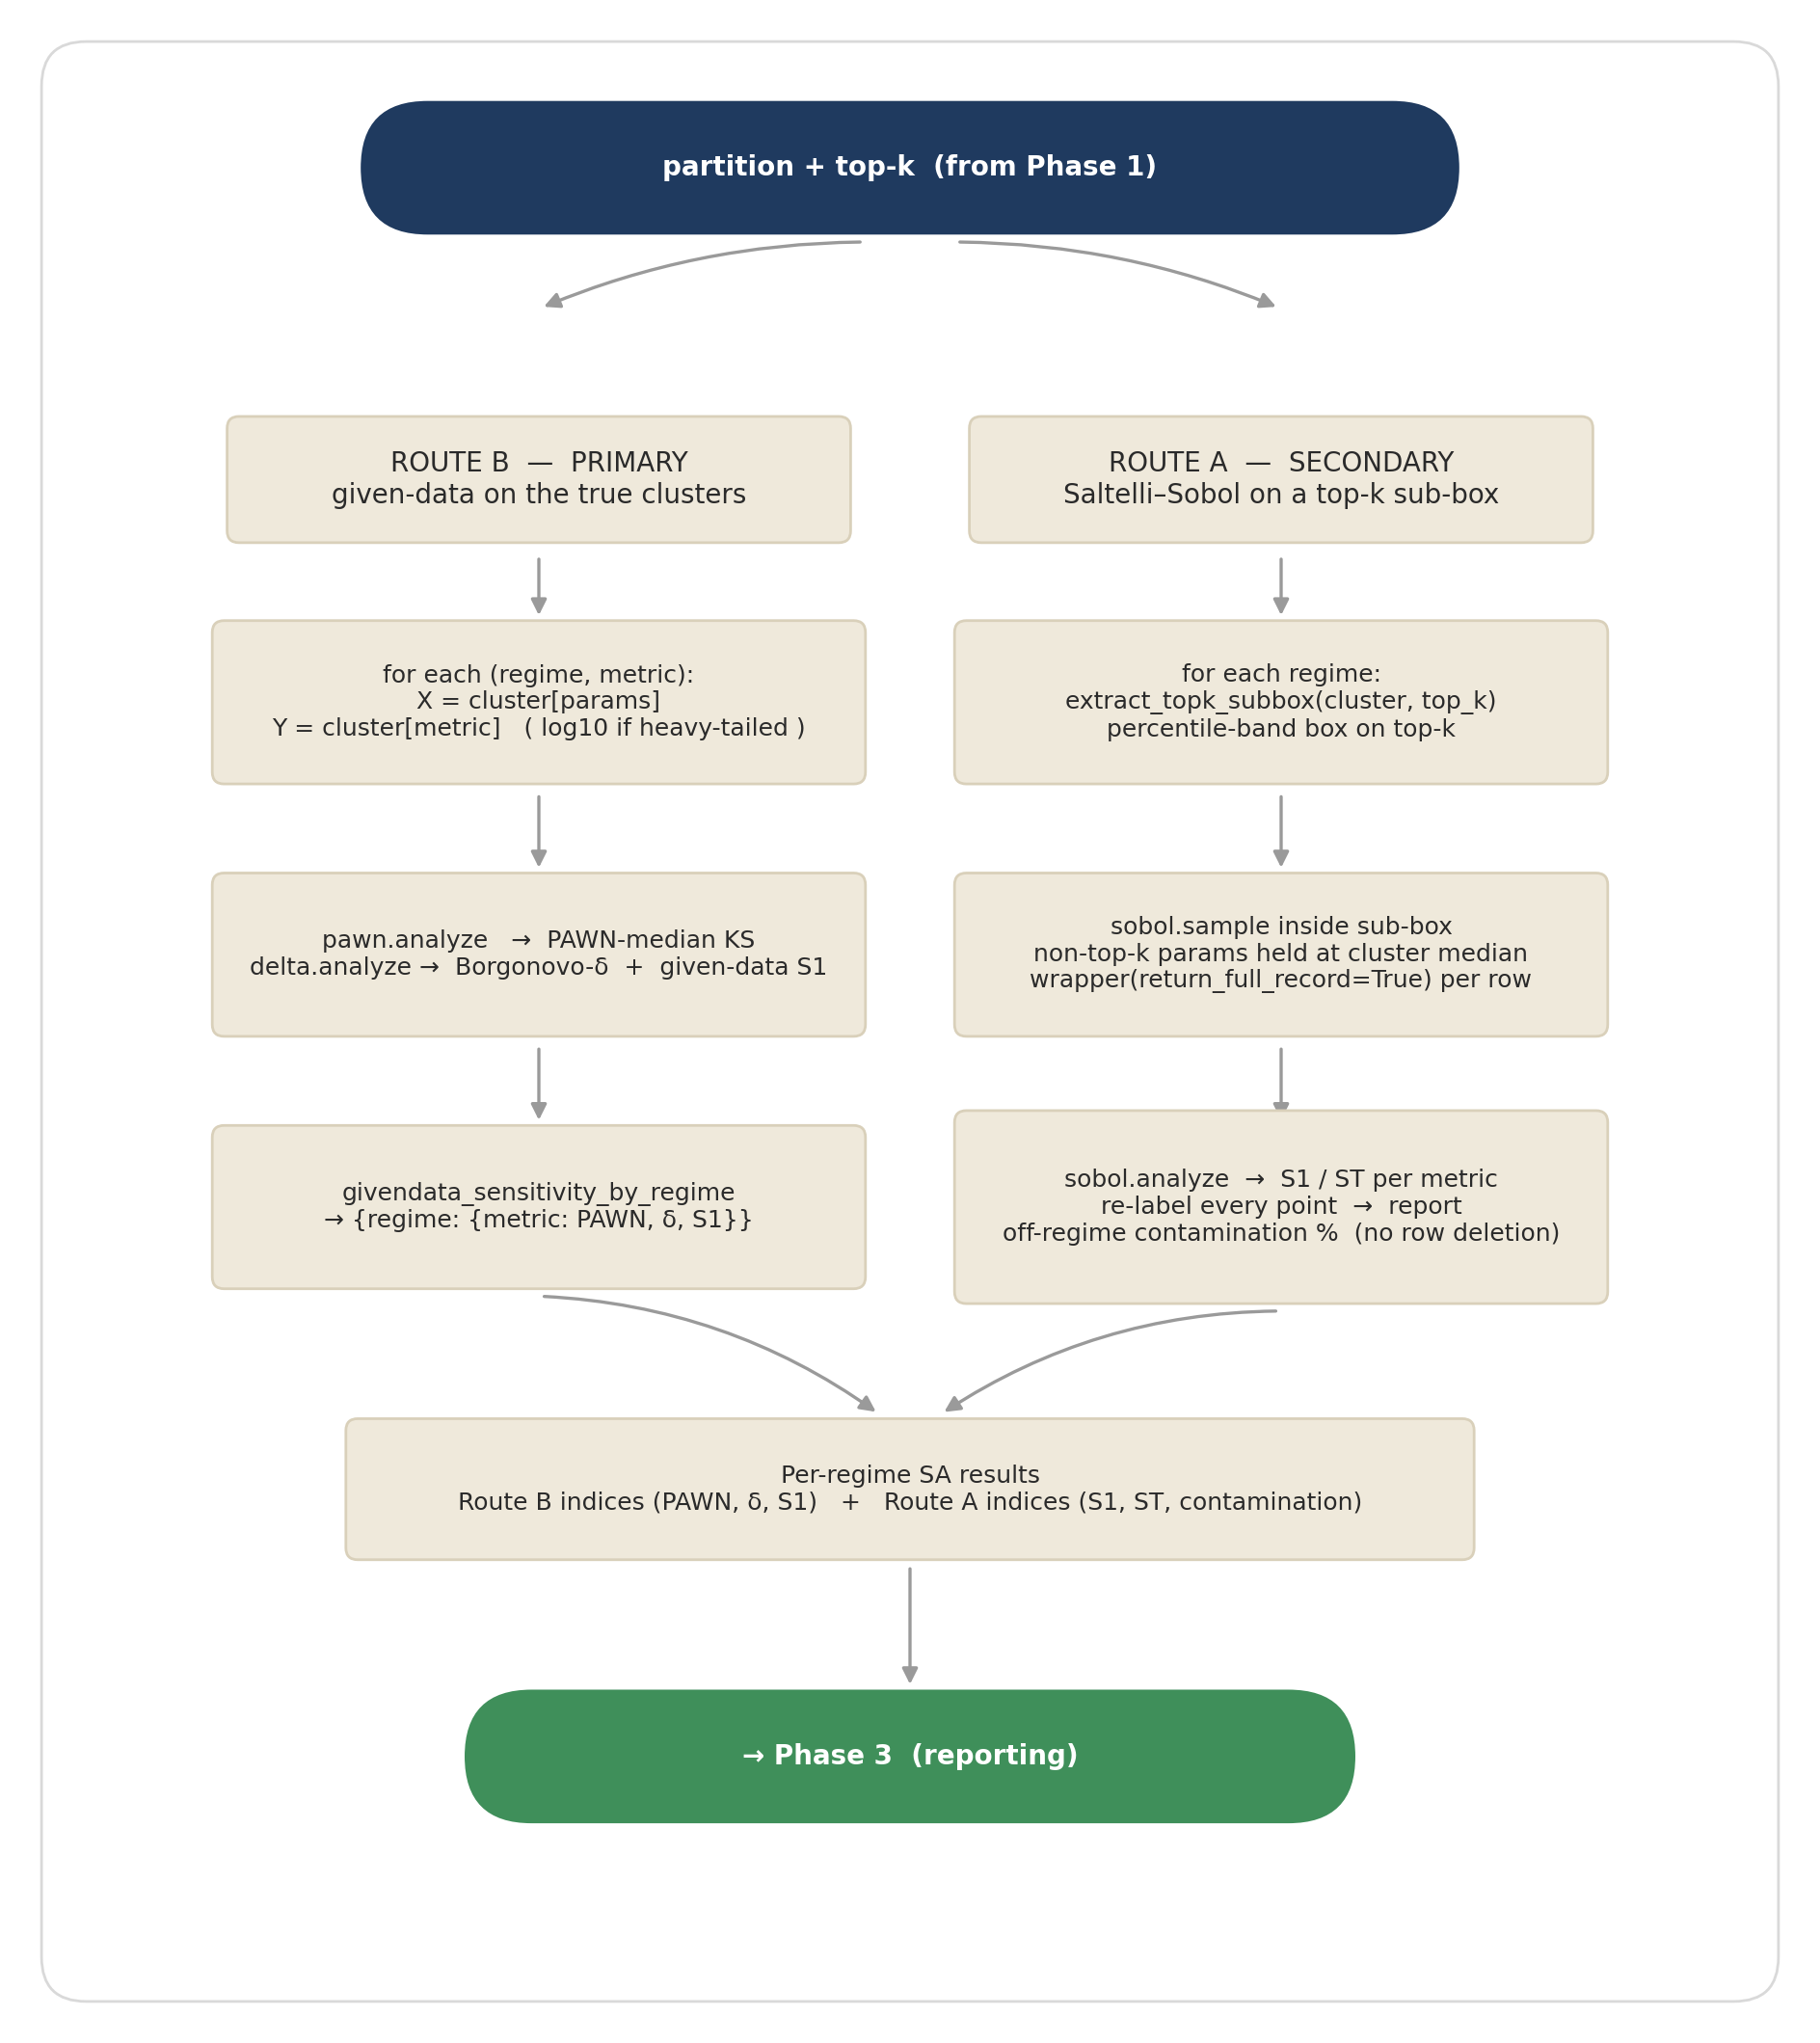 partition + top-k  (from Phase 1)
ROUTE B  —  PRIMARY
given-data on the true clusters
ROUTE A  —  SECONDARY
Saltelli–Sobol on a top-k sub-box
for each (regime, metric):
X = cluster[params]
Y = cluster[metric]   ( log10 if heavy-tailed )
for each regime:
extract_topk_subbox(cluster, top_k)
percentile-band box on top-k
pawn.analyze   →  PAWN-median KS
delta.analyze →  Borgonovo-δ  +  given-data S1
sobol.sample inside sub-box
non-top-k params held at cluster median
wrapper(return_full_record=True) per row
givendata_sensitivity_by_regime
→ {regime: {metric: PAWN, δ, S1}}
sobol.analyze  →  S1 / ST per metric
re-label every point  →  report
off-regime contamination %  (no row deletion)
Per-regime SA results
Route B indices (PAWN, δ, S1)   +   Route A indices (S1, ST, contamination)
→ Phase 3  (reporting)